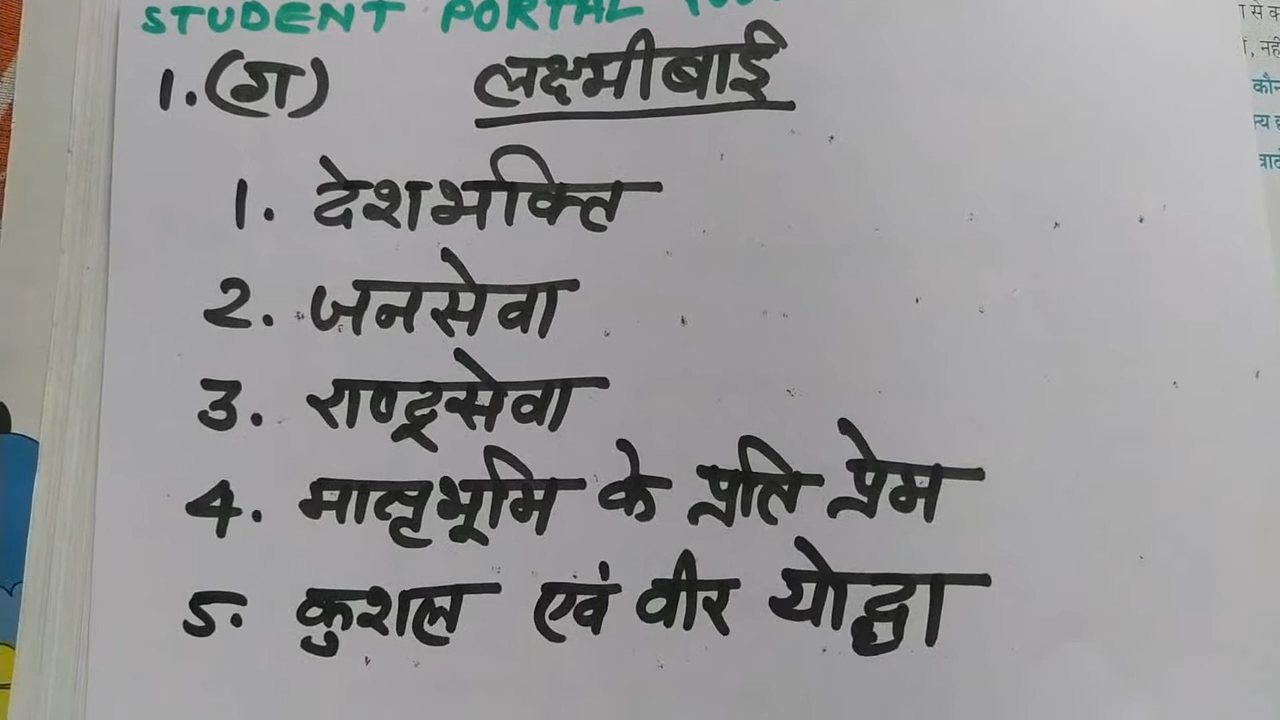 STUDENT PORTAL
1.(ग) लक्ष्मीबाई
1. देशभक्ति
2. जनसेवा
3. राष्ट्रसेवा
4. मातृभूमि के प्रति प्रेम
5. कुशल एवं वीर योद्धा